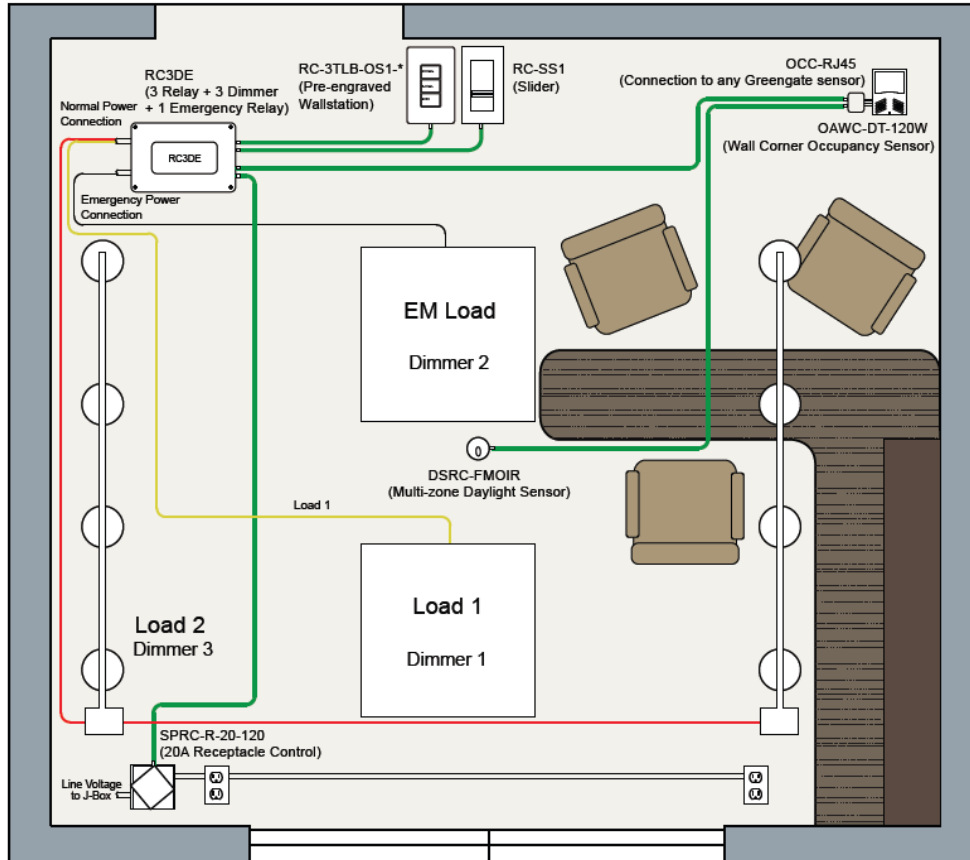 RC3DE
(3 Relay + 3 Dimmer
+ 1 Emergency Relay)
RC-3TLB-OS1-*
(Pre-engraved
Wallstation)
RC-SS1
(Slider)
OCC-RJ45
(Connection to any Greengate sensor)
OAWC-DT-120W
(Wall Corner Occupancy Sensor)
Normal Power
Connection
RC3DE
Emergency Power
Connection
EM Load
Dimmer 2
DSRC-FMOIR
(Multi-zone Daylight Sensor)
Load 1
Load 1
Dimmer 1
Load 2
Dimmer 3
SPRC-R-20-120
(20A Receptacle Control)
Line Voltage
to J-Box